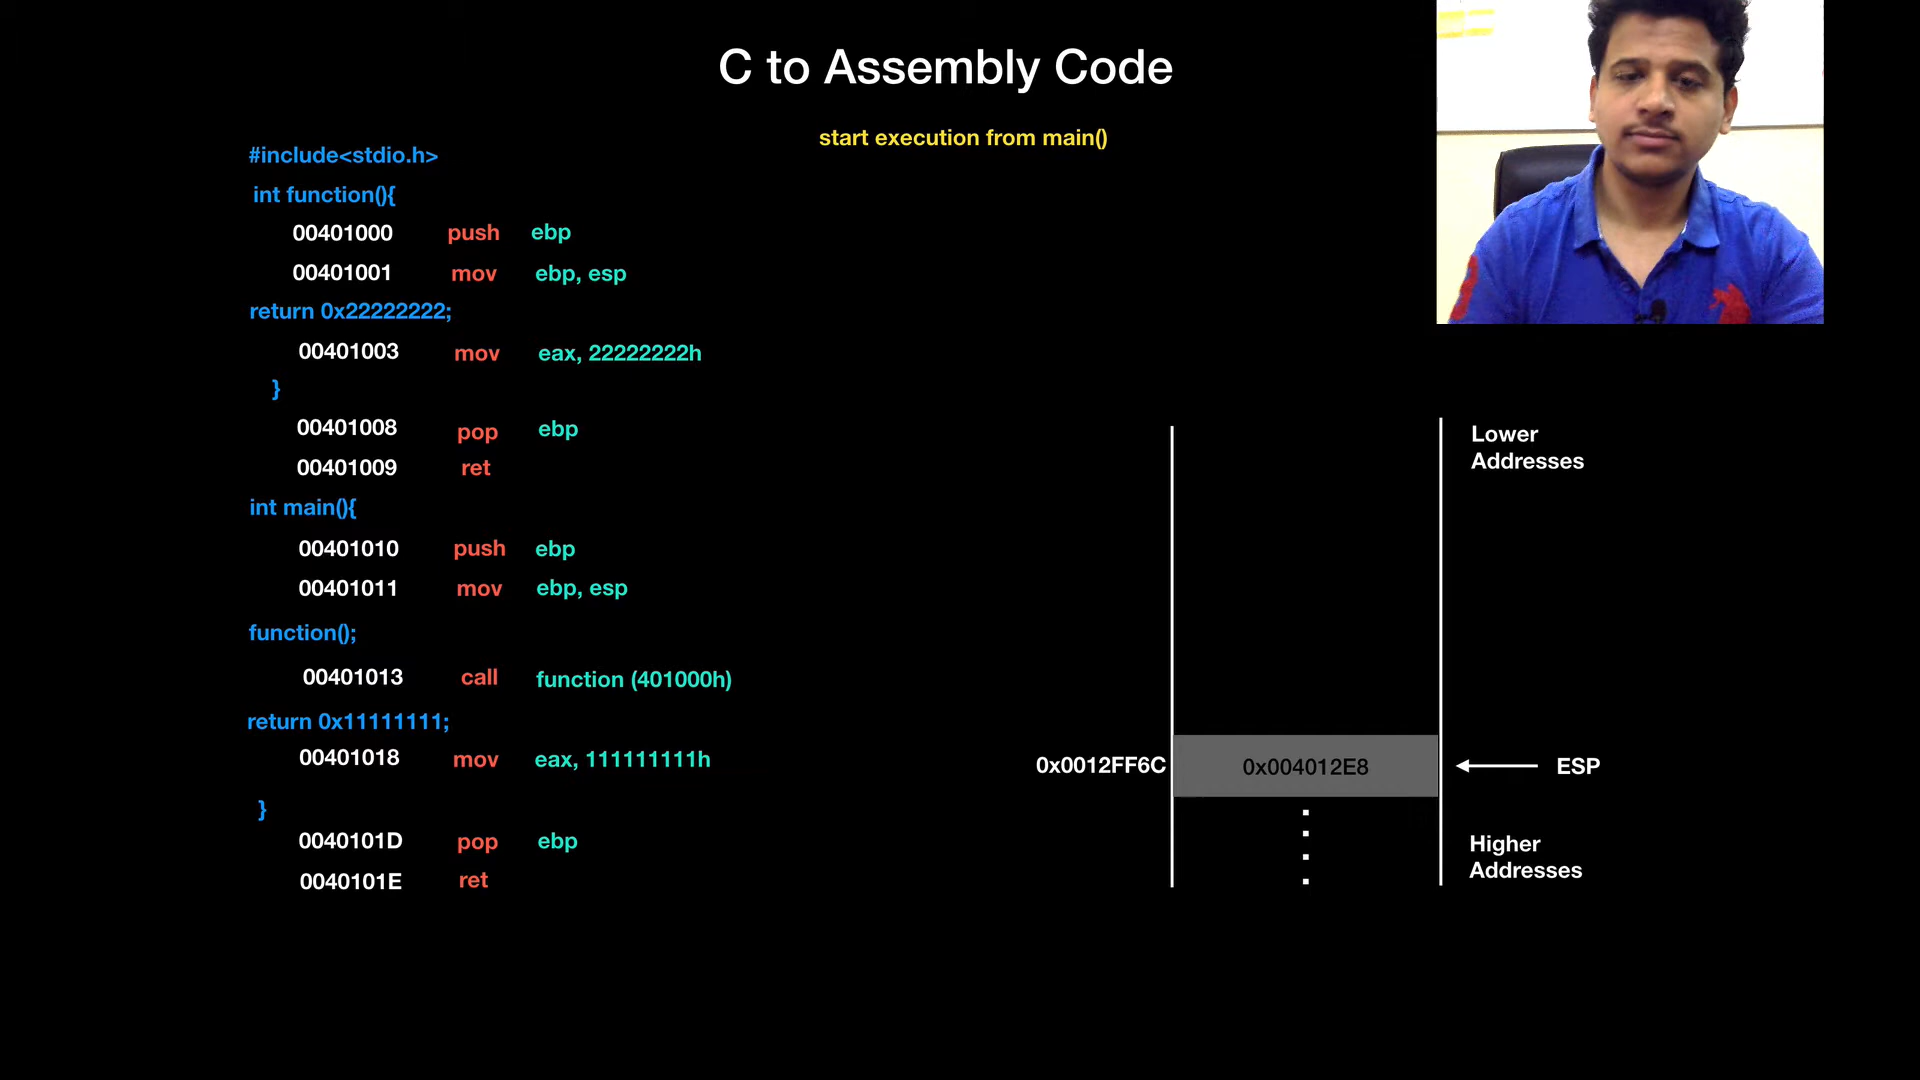 C to Assembly Code
start execution from main()
#include<stdio.h>
int function(){
00401000 push ebp
00401001 mov ebp, esp
return 0x22222222;
00401003 mov eax, 22222222h
}
00401008 pop ebp
00401009 ret
int main(){
00401010 push ebp
00401011 mov ebp, esp
function();
00401013 call function (401000h)
return 0x11111111;
00401018 mov eax, 111111111h
}
0040101D pop ebp
0040101E ret
Lower
Addresses
0x0012FF6C 0x004012E8 ESP
Higher
Addresses